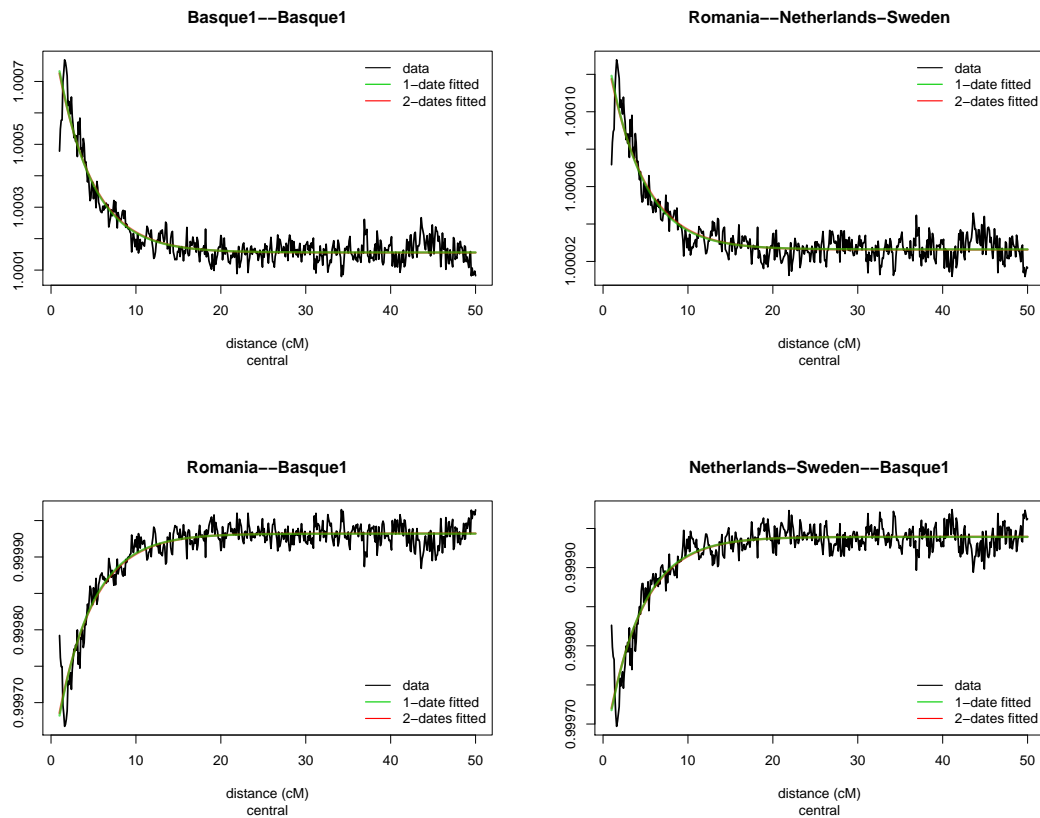 Basque1−−Basque1
1.0007
1.0005
1.0003
1.0001
data
1−date fitted
2−dates fitted
0 10 20 30 40 50
distance (cM)
central
Romania−−Netherlands−Sweden
1.00010
1.00006
1.00002
data
1−date fitted
2−dates fitted
0 10 20 30 40 50
distance (cM)
central
Romania−−Basque1
0.99990
0.99980
0.99970
data
1−date fitted
2−dates fitted
0 10 20 30 40 50
distance (cM)
central
Netherlands−Sweden−−Basque1
0.99990
0.99980
0.99970
data
1−date fitted
2−dates fitted
0 10 20 30 40 50
distance (cM)
central